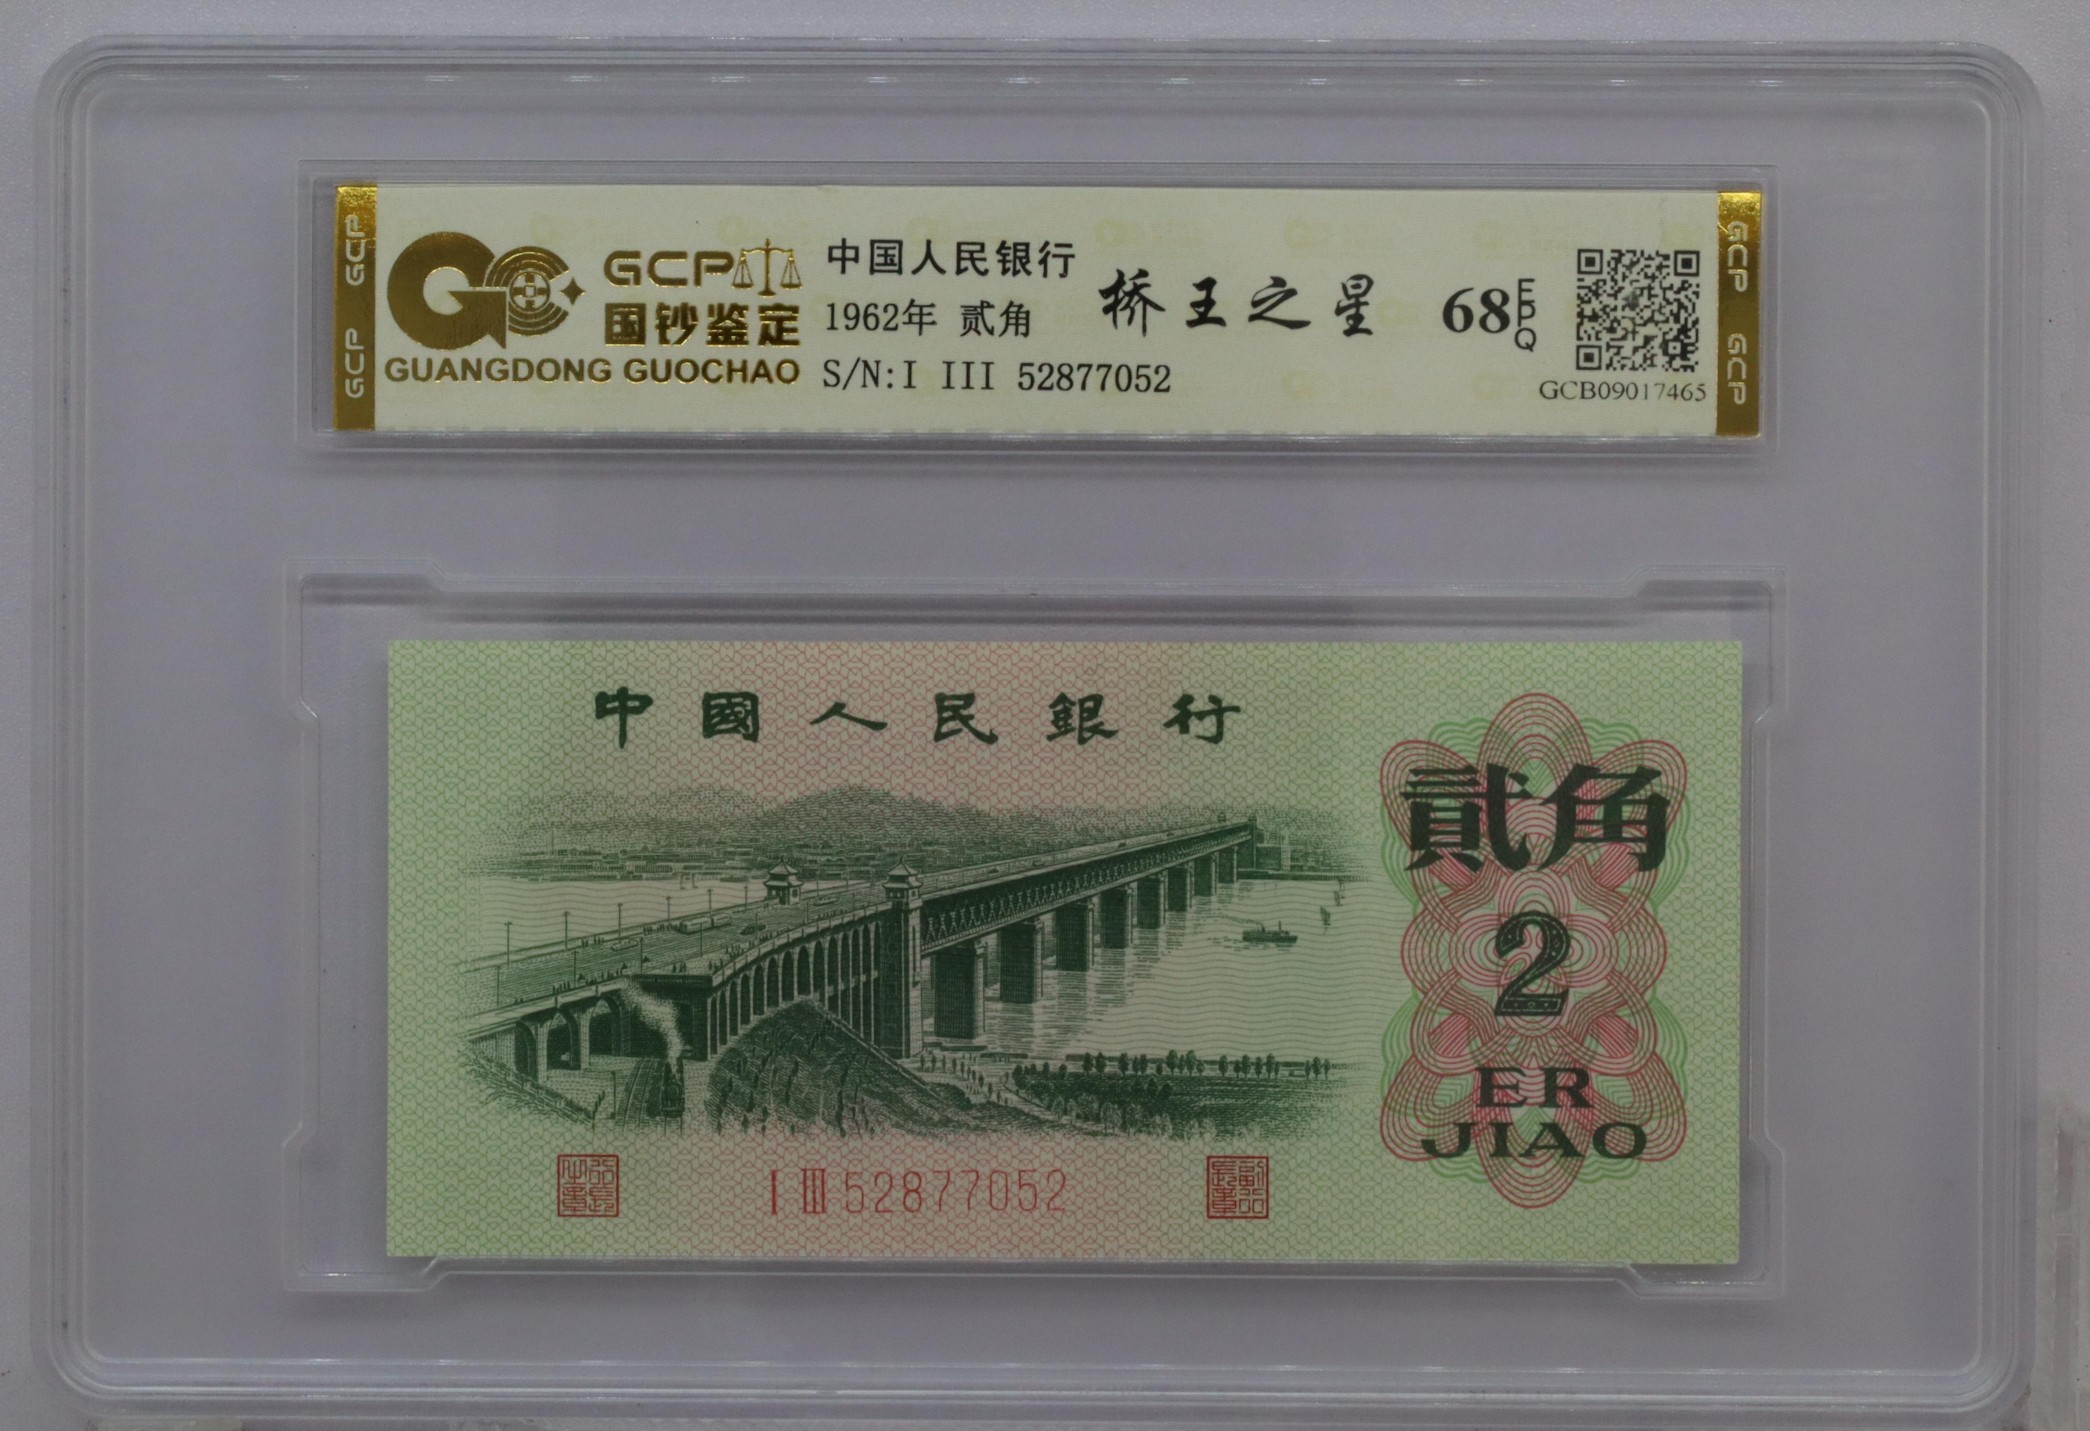 GCP
GCP
GCP
国钞鉴定
GUANGDONG GUOCHAO
中国人民银行
1962年 贰角
S/N:I III 52877052
桥王之星
68
EPQ
GCB09017465
GCP
GCP
中國人民銀行
貳角
2
ER
JIAO
I III 52877052